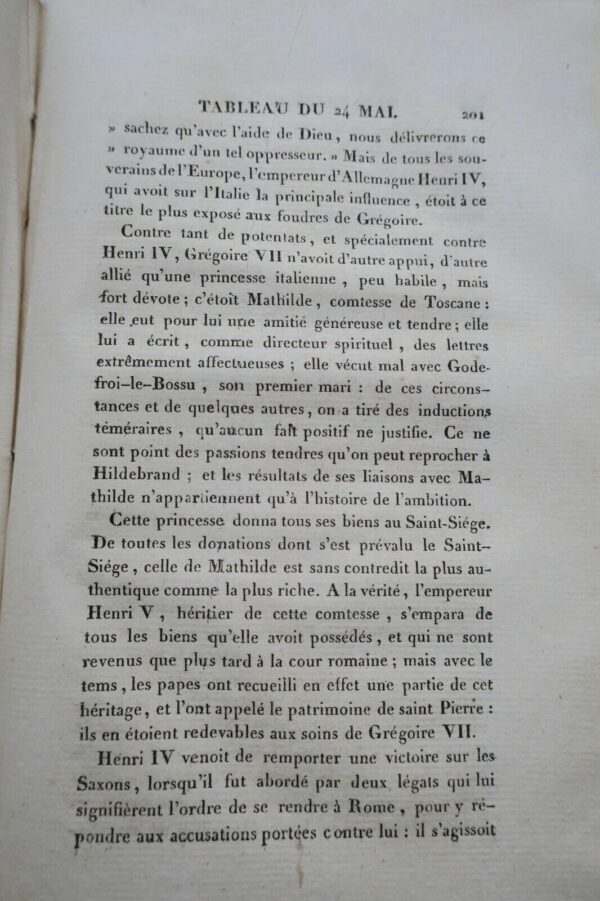 TABLEAU DU 24 MAI. 201
» sachez qu'avec l'aide de Dieu, nous délivrerons ce
» royaume d'un tel oppresseur. » Mais de tous les sou-
verains de l'Europe, l'empereur d'Allemagne Henri IV,
qui avoit sur l'Italie la principale influence, étoit à ce
titre le plus exposé aux foudres de Grégoire.
Contre tant de potentats, et spécialement contre
Henri IV, Grégoire VII n'avoit d'autre appui, d'autre
allié qu'une princesse italienne, peu habile, mais
fort dévote; c'étoit Mathilde, comtesse de Toscane:
elle eut pour lui une amitié généreuse et tendre; elle
lui a écrit, comme directeur spirituel, des lettres
extrêmement affectueuses; elle vécut mal avec Gode-
froi-le-Bossu, son premier mari: de ces circons-
tances et de quelques autres, on a tiré des inductions
téméraires, qu'aucun fait positif ne justifie. Ce ne
sont point des passions tendres qu'on peut reprocher à
Hildebrand; et les résultats de ses liaisons avec Ma-
thilde n'appartiennent qu'à l'histoire de l'ambition.
Cette princesse donna tous ses biens au Saint-Siége.
De toutes les donations dont s'est prévalu le Saint-
Siége, celle de Mathilde est sans contredit la plus au-
thentique comme la plus riche. A la vérité, l'empereur
Henri V, héritier de cette comtesse, s'empara de
tous les biens qu'elle avoit possédés, et qui ne sont
revenus que plus tard à la cour romaine; mais avec le
tems, les papes ont recueilli en effet une partie de cet
héritage, et l'ont appelé le patrimoine de saint Pierre:
ils en étoient redevables aux soins de Grégoire VII.
Henri IV venoit de remporter une victoire sur les
Saxons, lorsqu'il fut abordé par deux légats qui lui
signifièrent l'ordre de se rendre à Rome, pour y ré-
pondre aux accusations portées contre lui: il s'agissoit